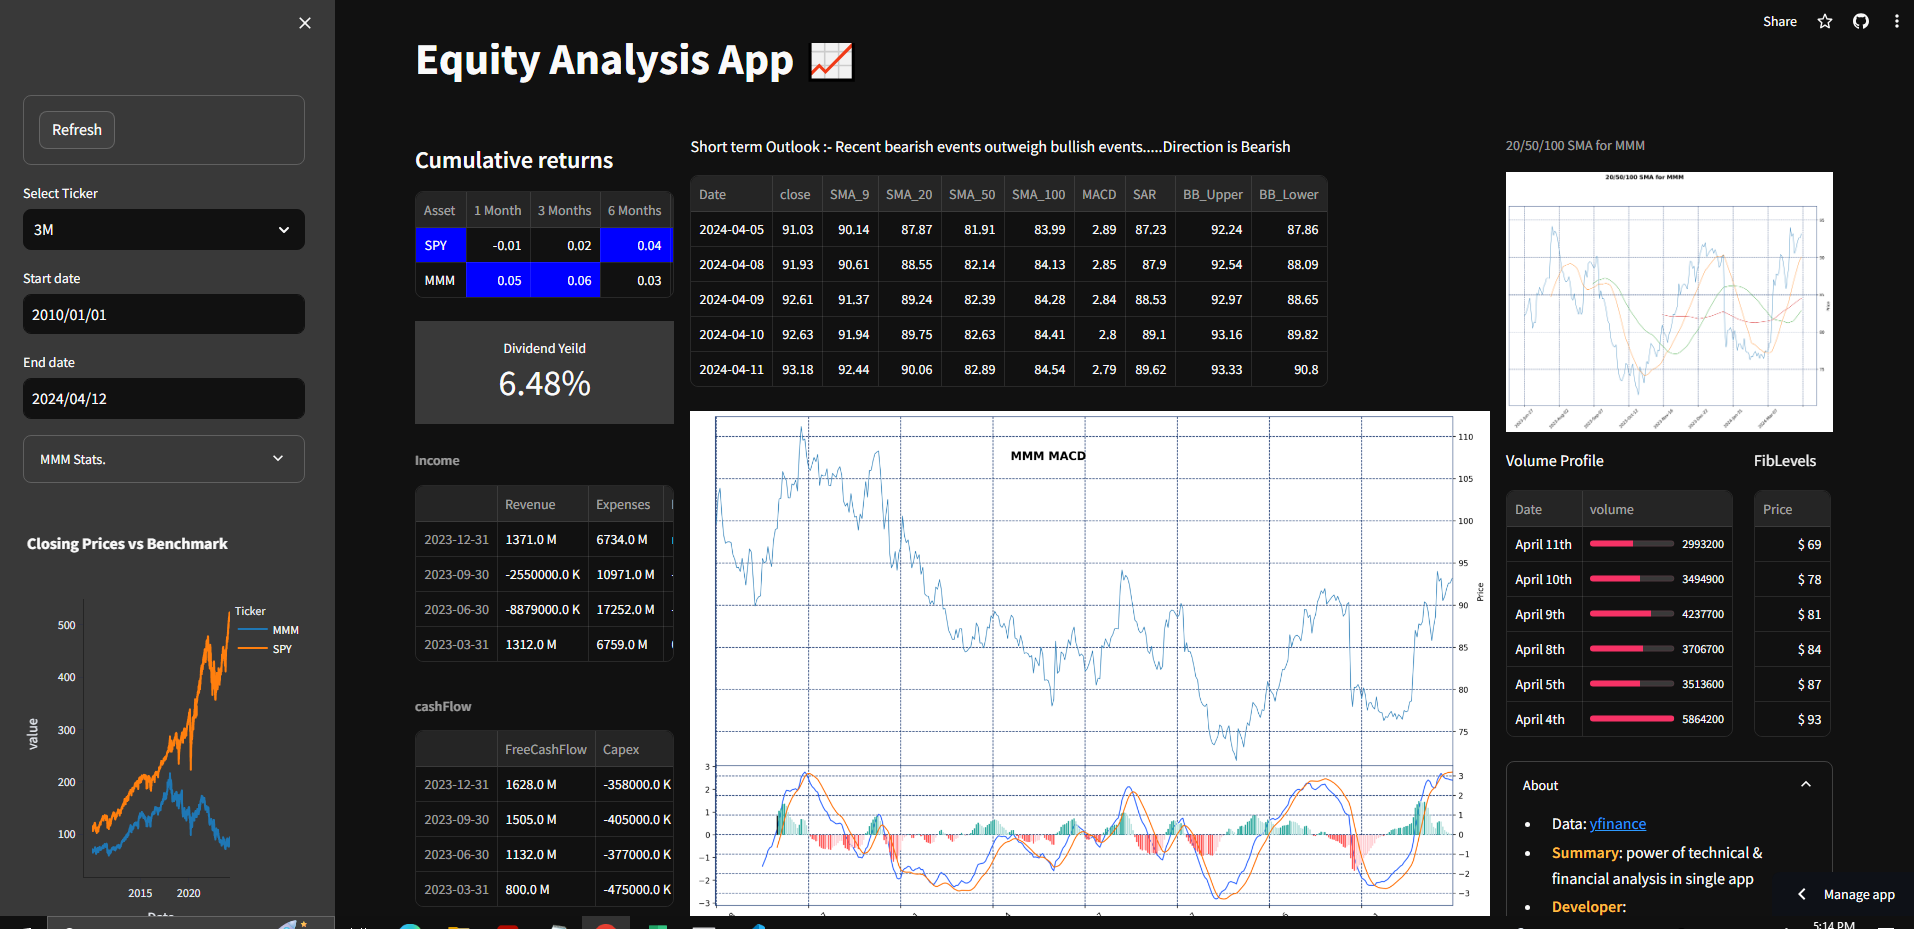 Share
Equity Analysis App
Refresh
Select Ticker
3M
Start date
2010/01/01
End date
2024/04/12
MMM Stats.
Closing Prices vs Benchmark
Ticker
MMM
SPY
500
400
300
200
100
value
2015 2020
Cumulative returns
Asset 1 Month 3 Months 6 Months
SPY -0.01 0.02 0.04
MMM 0.05 0.06 0.03
Dividend Yeild
6.48%
Income
Revenue Expenses
2023-12-31 1371.0 M 6734.0 M
2023-09-30 -2550000.0 K 10971.0 M
2023-06-30 -8879000.0 K 17252.0 M
2023-03-31 1312.0 M 6759.0 M
cashFlow
FreeCashFlow Capex
2023-12-31 1628.0 M -358000.0 K
2023-09-30 1505.0 M -405000.0 K
2023-06-30 1132.0 M -377000.0 K
2023-03-31 800.0 M -475000.0 K
Short term Outlook :- Recent bearish events outweigh bullish events.....Direction is Bearish
Date close SMA_9 SMA_20 SMA_50 SMA_100 MACD SAR BB_Upper BB_Lower
2024-04-05 91.03 90.14 87.87 81.91 83.99 2.89 87.23 92.24 87.86
2024-04-08 91.93 90.61 88.55 82.14 84.13 2.85 87.9 92.54 88.09
2024-04-09 92.61 91.37 89.24 82.39 84.28 2.84 88.53 92.97 88.65
2024-04-10 92.63 91.94 89.75 82.63 84.41 2.8 89.1 93.16 89.82
2024-04-11 93.18 92.44 90.06 82.89 84.54 2.79 89.62 93.33 90.8
MMM MACD
110
105
100
95
90
85
80
75
Price
3 3
2 2
1 1
0 0
−1 −1
−2 −2
−3 −3
20/50/100 SMA for MMM
20/50/100 SMA for MMM
Volume Profile
Date volume
April 11th 2993200
April 10th 3494900
April 9th 4237700
April 8th 3706700
April 5th 3513600
April 4th 5864200
FibLevels
Price
$ 69
$ 78
$ 81
$ 84
$ 87
$ 93
About
Data: yfinance
Summary: power of technical &
financial analysis in single app
Developer:
Manage app
5:14 PM